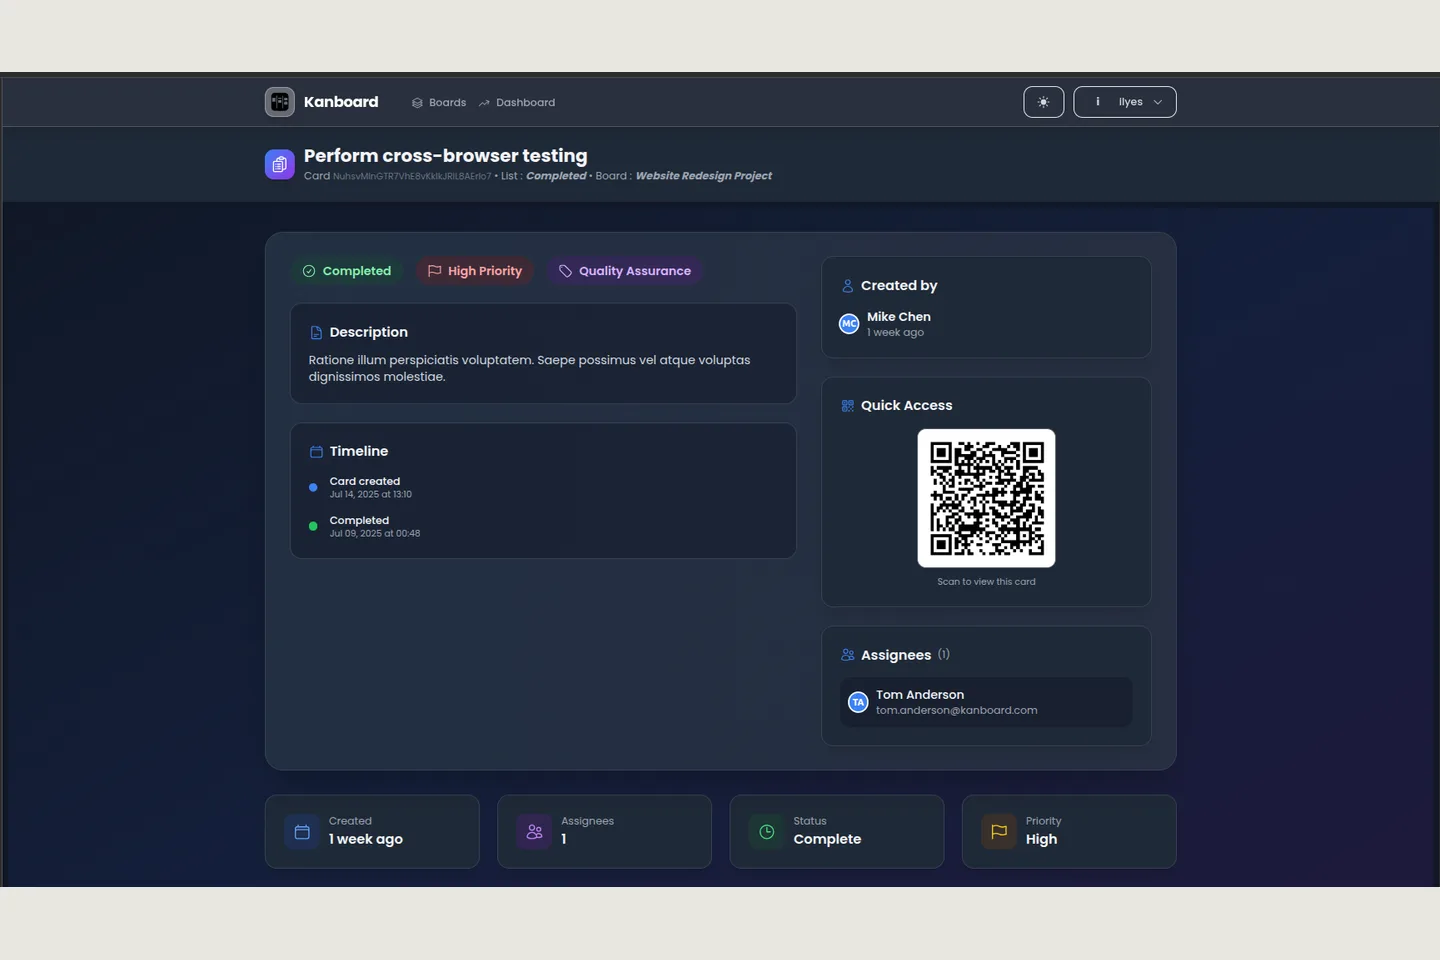 Kanboard
Boards
Dashboard
i
Ilyes
Perform cross-browser testing
Card • List : Completed • Board : Website Redesign Project
Completed
High Priority
Quality Assurance
Description
Ratione illum perspiciatis voluptatem. Saepe possimus vel atque voluptas
dignissimos molestiae.
Timeline
Card created
Jul 14, 2025 at 13:10
Completed
Jul 09, 2025 at 00:48
Created by
MC
Mike Chen
1 week ago
Quick Access
Scan to view this card
Assignees (1)
TA
Tom Anderson
tom.anderson@kanboard.com
Created
1 week ago
Assignees
1
Status
Complete
Priority
High